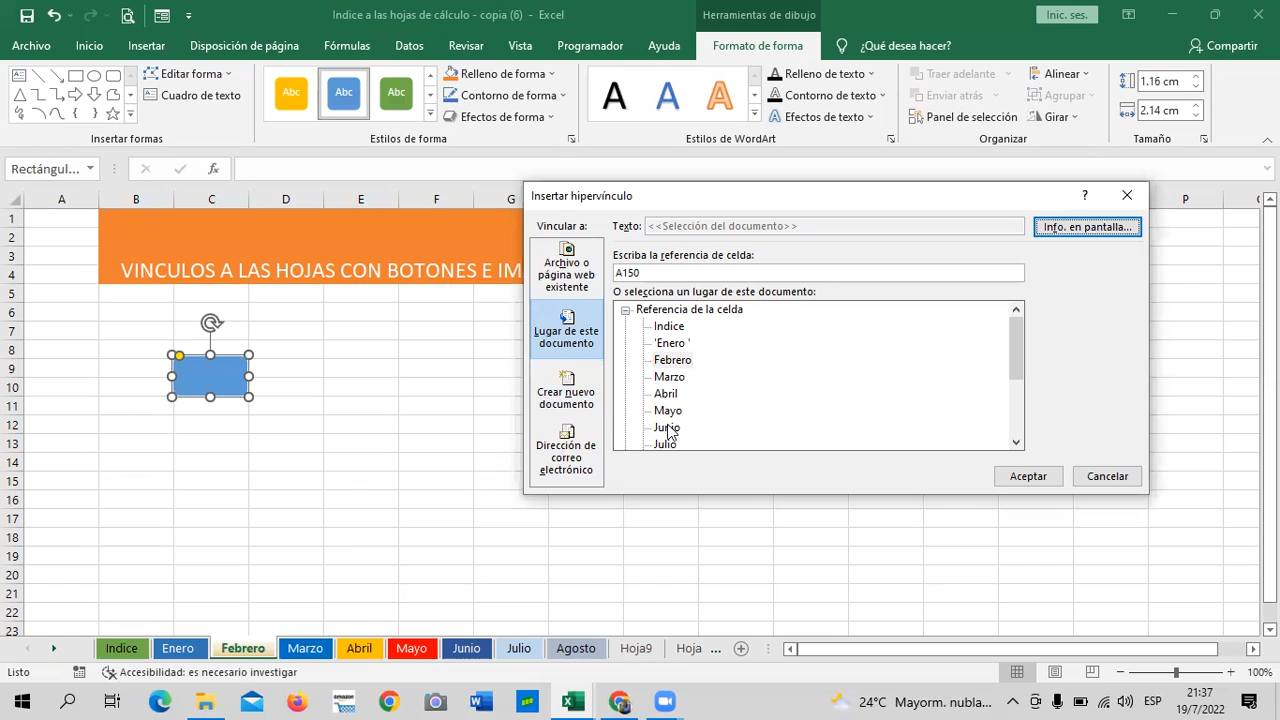 Indice a las hojas de cálculo - copia (6) - Excel
Herramientas de dibujo
Inic. ses.
Archivo Inicio Insertar Disposición de página Fórmulas Datos Revisar Vista Programador Ayuda Formato de forma ¿Qué desea hacer? Compartir
Editar forma
Cuadro de texto
Insertar formas
Abc Abc Abc
Relleno de forma
Contorno de forma
Efectos de forma
Estilos de forma
A A A
Relleno de texto
Contorno de texto
Efectos de texto
Estilos de WordArt
Traer adelante
Enviar atrás
Panel de selección
Alinear
Agrupar
Girar
Organizar
1.16 cm
2.14 cm
Tamaño
Rectángul...
fx
A B C D E F G P
1
2
3
4
5
6
7
8
9
10
11
12
13
14
15
16
17
18
19
20
21
22
23
VINCULOS A LAS HOJAS CON BOTONES E IM
Insertar hipervínculo
?
Vincular a:
Archivo o
página web
existente
Lugar de este
documento
Crear nuevo
documento
Dirección de
correo
electrónico
Texto: <<Selección del documento>>
Info. en pantalla...
Escriba la referencia de celda:
A150
O selecciona un lugar de este documento:
Referencia de la celda
Indice
'Enero '
Febrero
Marzo
Abril
Mayo
Junio
Julio
Aceptar Cancelar
Indice Enero Febrero Marzo Abril Mayo Junio Julio Agosto Hoja9 Hoja ...
Listo
Accesibilidad: es necesario investigar
100%
amazon
24°C Mayorm. nubla...
ESP
21:37
19/7/2022